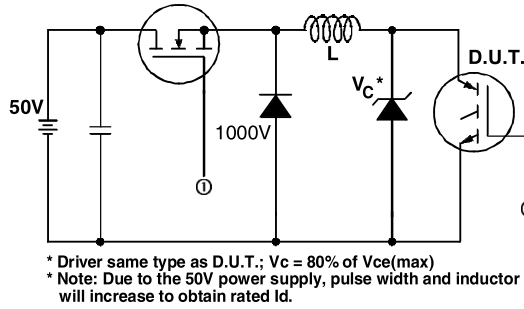 L
D.U.T.
V_C *
50V
1000V
①
* Driver same type as D.U.T.; Vc = 80% of Vce(max)
* Note: Due to the 50V power supply, pulse width and inductor
will increase to obtain rated Id.